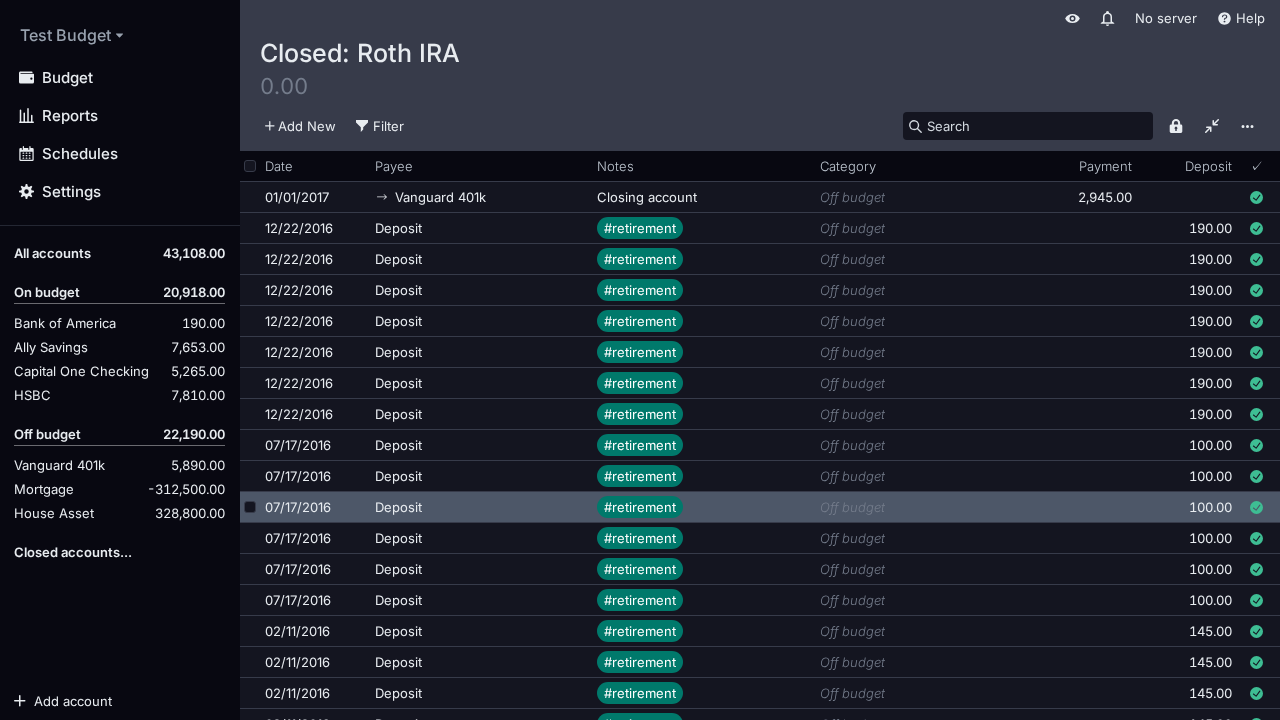 Test Budget
Budget
Reports
Schedules
Settings
All accounts 43,108.00
On budget 20,918.00
Bank of America 190.00
Ally Savings 7,653.00
Capital One Checking 5,265.00
HSBC 7,810.00
Off budget 22,190.00
Vanguard 401k 5,890.00
Mortgage -312,500.00
House Asset 328,800.00
Closed accounts...
Add account
No server Help
Closed: Roth IRA
0.00
Add New Filter Search
Date Payee Notes Category Payment Deposit ✓
01/01/2017 → Vanguard 401k Closing account Off budget 2,945.00
12/22/2016 Deposit #retirement Off budget 190.00
12/22/2016 Deposit #retirement Off budget 190.00
12/22/2016 Deposit #retirement Off budget 190.00
12/22/2016 Deposit #retirement Off budget 190.00
12/22/2016 Deposit #retirement Off budget 190.00
12/22/2016 Deposit #retirement Off budget 190.00
12/22/2016 Deposit #retirement Off budget 190.00
07/17/2016 Deposit #retirement Off budget 100.00
07/17/2016 Deposit #retirement Off budget 100.00
07/17/2016 Deposit #retirement Off budget 100.00
07/17/2016 Deposit #retirement Off budget 100.00
07/17/2016 Deposit #retirement Off budget 100.00
07/17/2016 Deposit #retirement Off budget 100.00
02/11/2016 Deposit #retirement Off budget 145.00
02/11/2016 Deposit #retirement Off budget 145.00
02/11/2016 Deposit #retirement Off budget 145.00